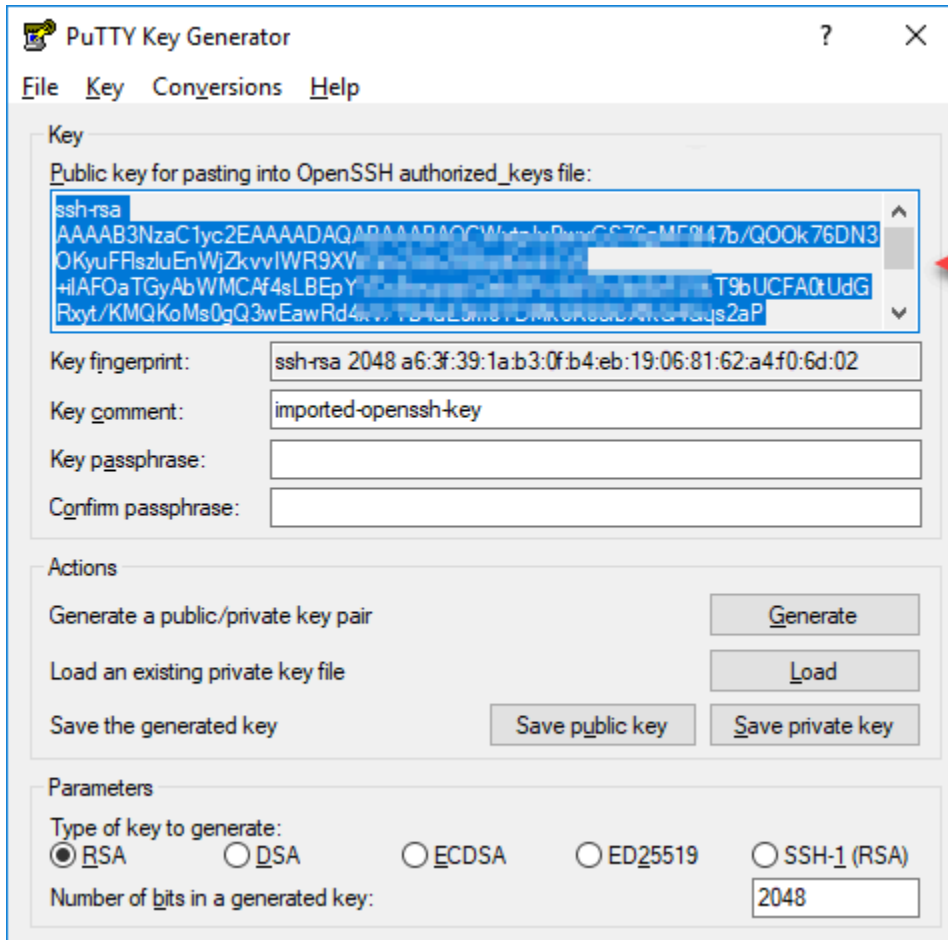 PuTTY Key Generator
File Key Conversions Help
Key
Public key for pasting into OpenSSH authorized_keys file:
ssh-rsa
OKyuFFlszluEnWjZkvvIWR9XW
+ilAFOaTGyAbWMCAf4sLBEpY T9bUCFA0tUdG
Rxyt/KMQKoMs0gQ3wEawRd4
Key fingerprint: ssh-rsa 2048 a6:3f:39:1a:b3:0f:b4:eb:19:06:81:62:a4:f0:6d:02
Key comment: imported-openssh-key
Key passphrase:
Confirm passphrase:
Actions
Generate a public/private key pair Generate
Load an existing private key file Load
Save the generated key Save public key Save private key
Parameters
Type of key to generate:
RSA DSA ECDSA ED25519 SSH-1 (RSA)
Number of bits in a generated key: 2048